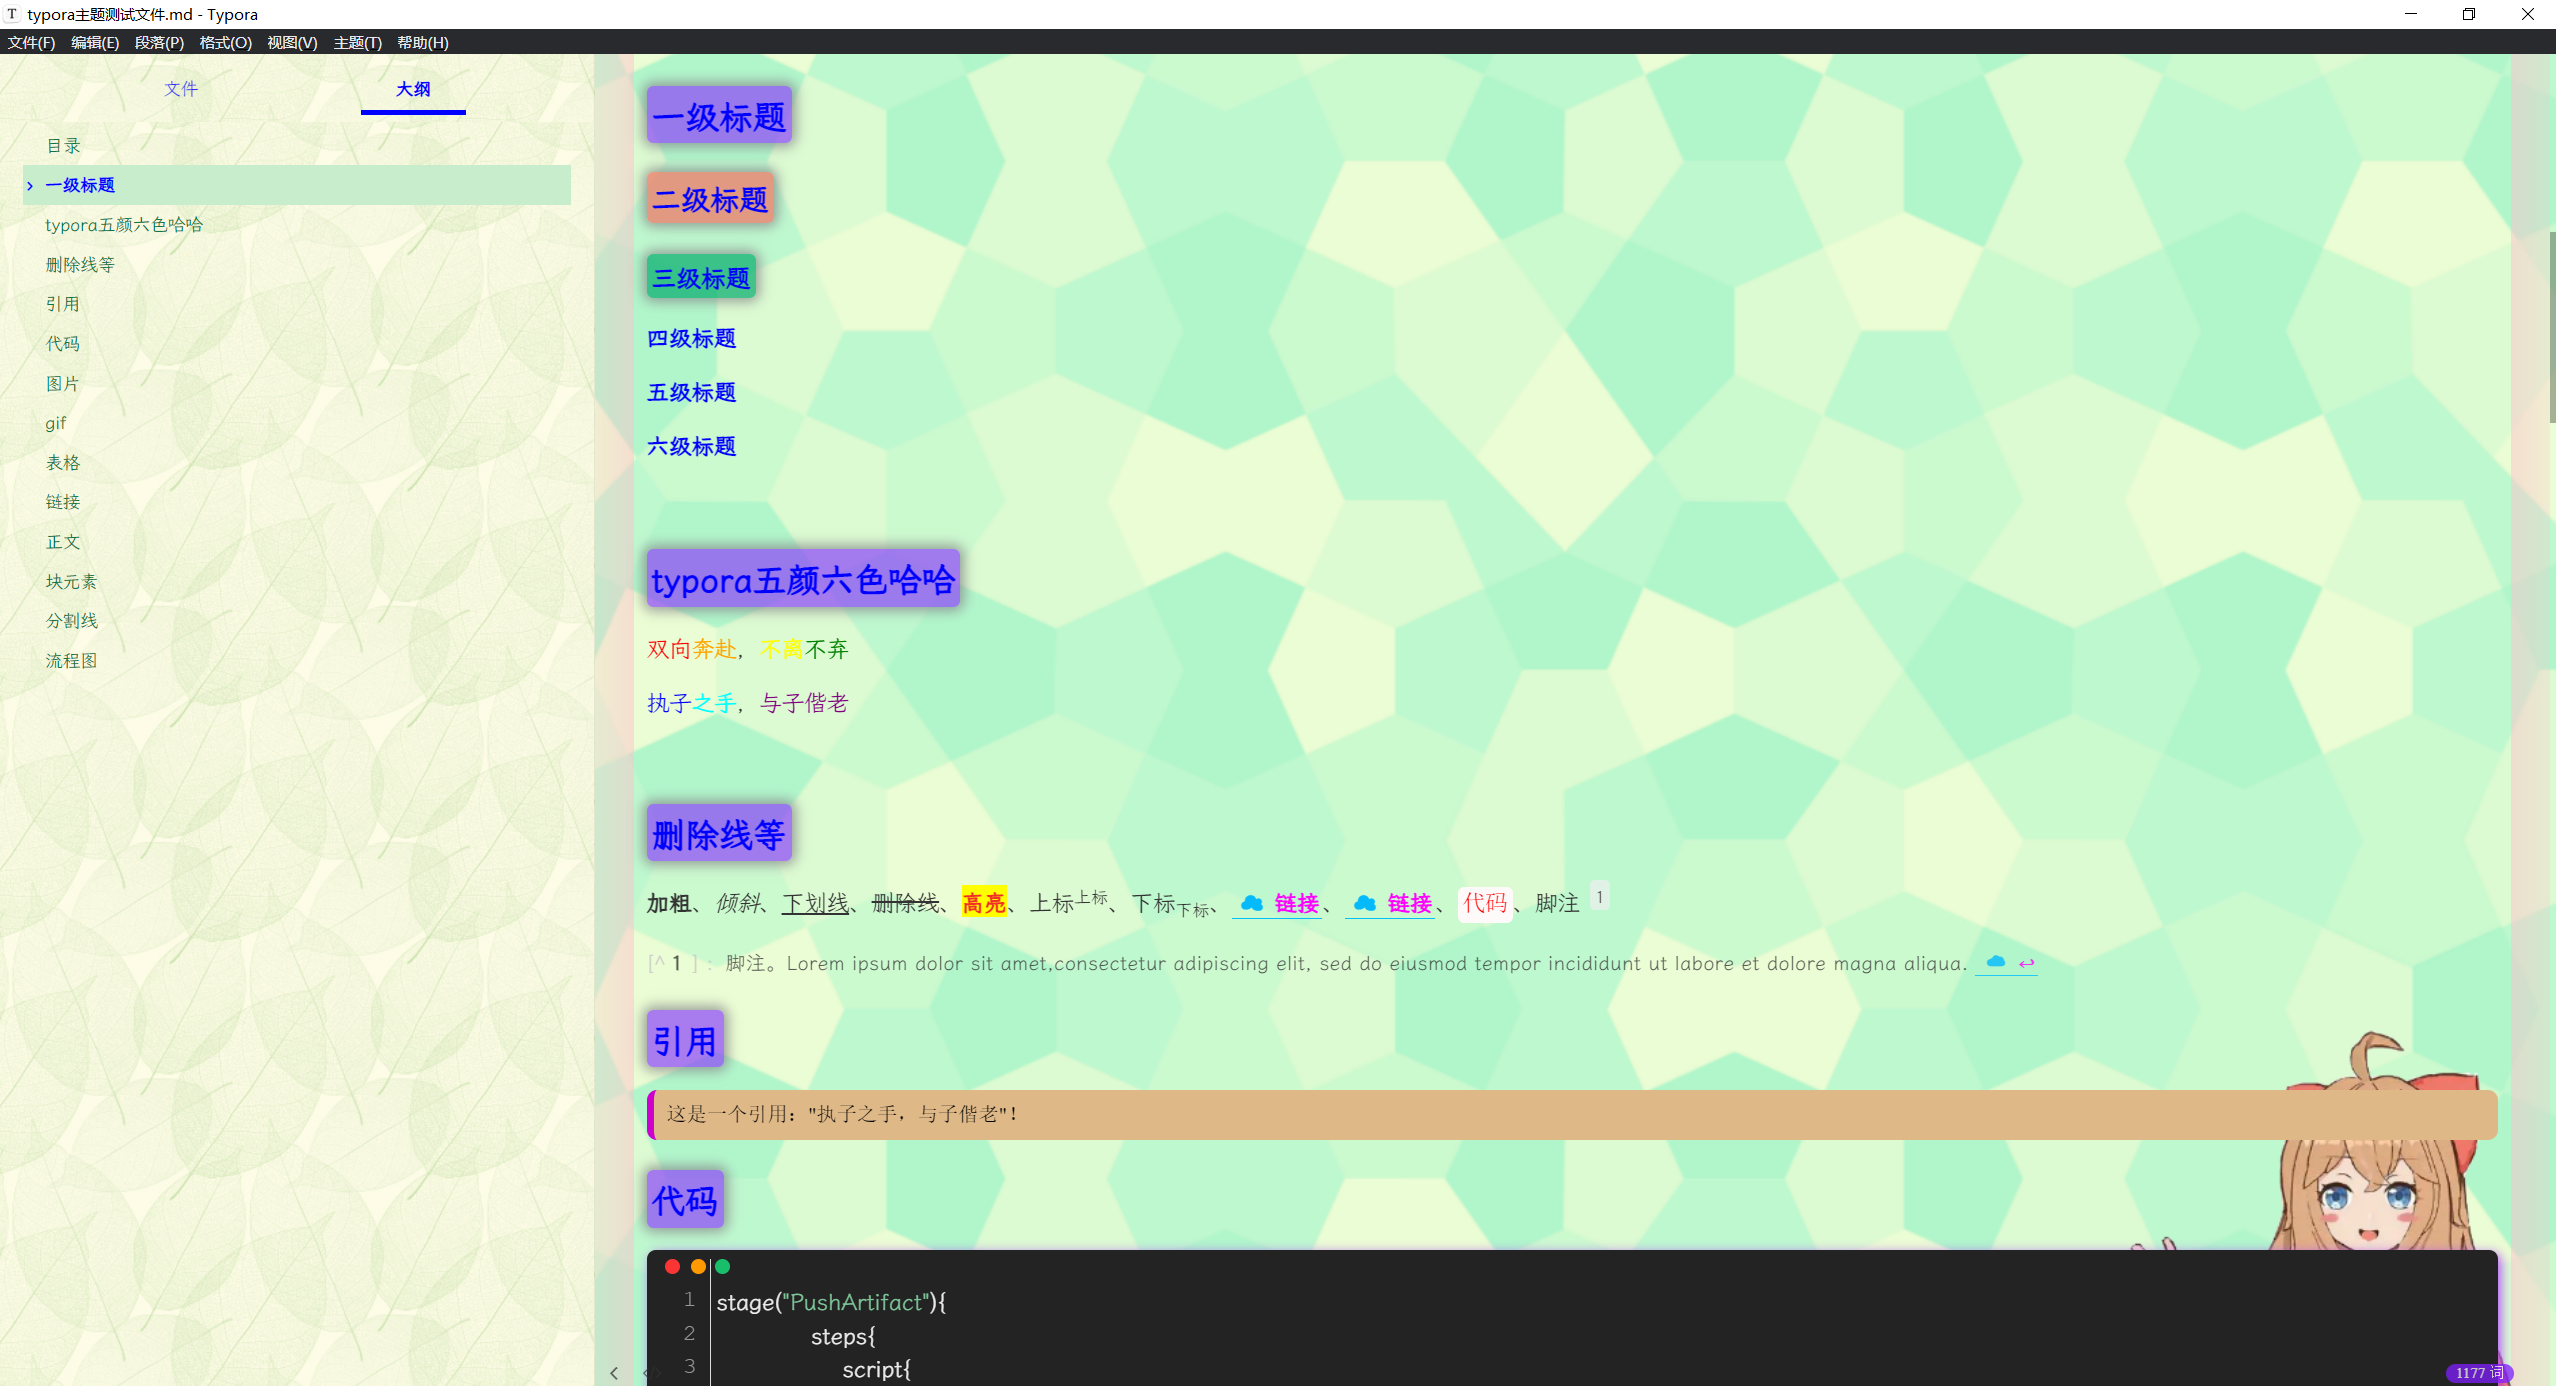 T typora主题测试文件.md - Typora
文件(F) 编辑(E) 段落(P) 格式(O) 视图(V) 主题(T) 帮助(H)
文件 大纲
目录
一级标题
typora五颜六色哈哈
删除线等
引用
代码
图片
gif
表格
链接
正文
块元素
分割线
流程图
一级标题
二级标题
三级标题
四级标题
五级标题
六级标题
typora五颜六色哈哈
双向奔赴，不离不弃
执子之手，与子偕老
删除线等
加粗、倾斜、下划线、删除线、高亮、上标上标、下标下标、链接、链接、代码、脚注 1
[^ 1 ] : 脚注。Lorem ipsum dolor sit amet,consectetur adipiscing elit, sed do eiusmod tempor incididunt ut labore et dolore magna aliqua. ↩
引用
这是一个引用："执子之手，与子偕老"！
代码
1 stage("PushArtifact"){
2 steps{
3 script{
1177 词